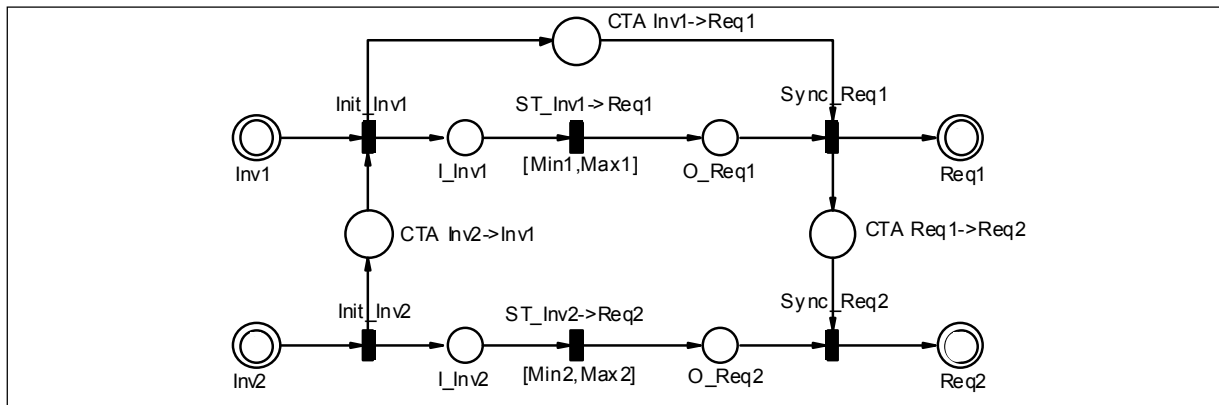 CTA Inv1->Req1
Init_Inv1
ST_Inv1->Req1
Sync_Req1
Inv1
I_Inv1
[Min1,Max1]
O_Req1
Req1
CTA Inv2->Inv1
CTA Req1->Req2
Init_Inv2
ST_Inv2->Req2
Sync_Req2
Inv2
I_Inv2
[Min2,Max2]
O_Req2
Req2